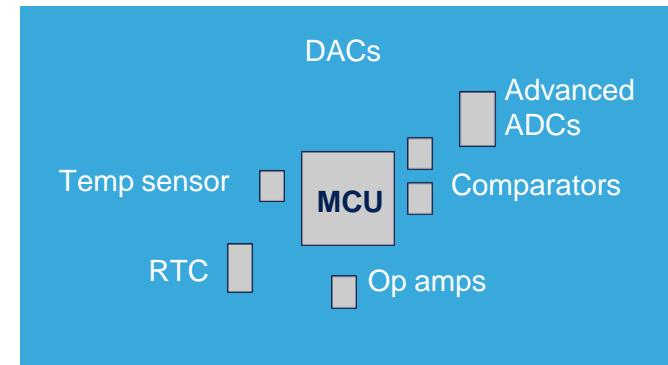 DACs
Advanced
ADCs
Temp sensor
MCU
Comparators
RTC
Op amps